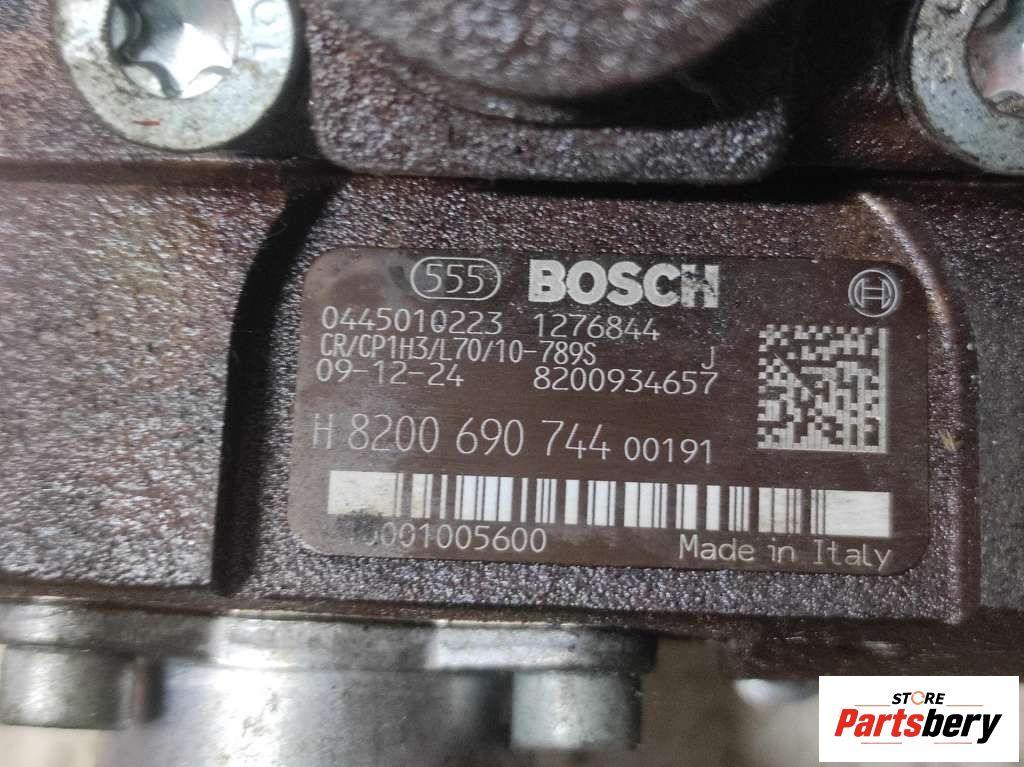 555 BOSCH
0445010223 1276844
CR/CP1H3/L70/10-789S J
09-12-24 8200934657
H 8200 690 744 00191
0001005600 Made in Italy
STORE
Partsbery